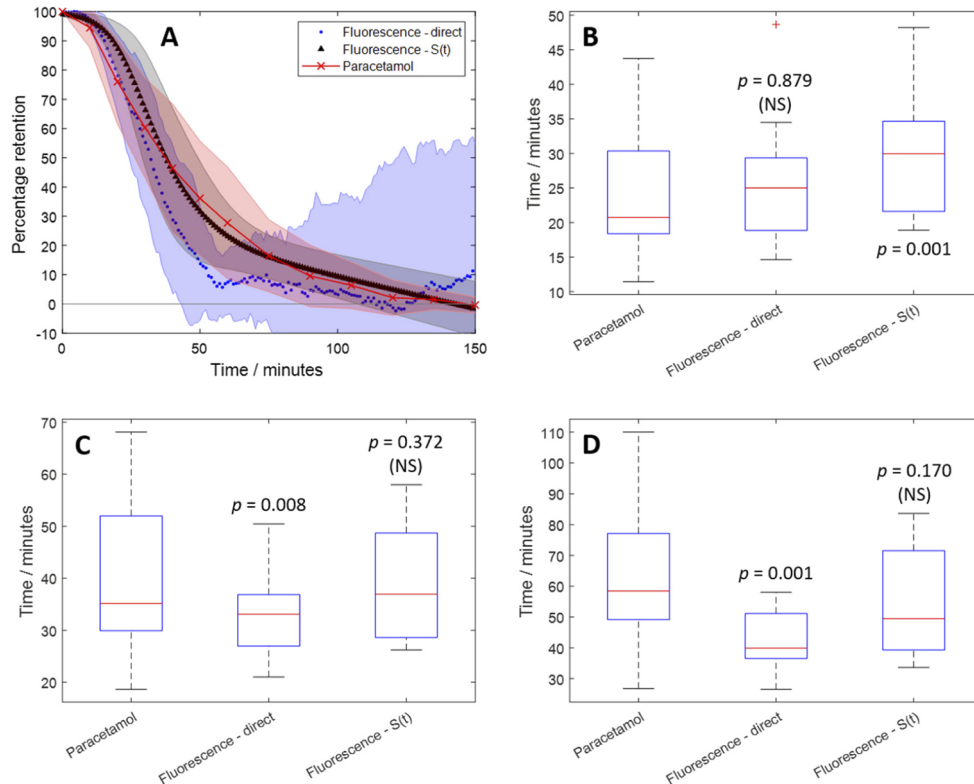 A
Fluorescence - direct
Fluorescence - S(t)
Paracetamol
100
90
80
70
60
50
40
30
20
10
0
-10
Percentage retention
0
50
100
150
Time / minutes
B
50
45
40
35
30
25
20
15
10
Time / minutes
p = 0.879
(NS)
p = 0.001
Paracetamol
Fluorescence - direct
Fluorescence - S(t)
C
70
60
50
40
30
20
Time / minutes
p = 0.008
p = 0.372
(NS)
Paracetamol
Fluorescence - direct
Fluorescence - S(t)
D
110
100
90
80
70
60
50
40
30
Time / minutes
p = 0.001
p = 0.170
(NS)
Paracetamol
Fluorescence - direct
Fluorescence - S(t)